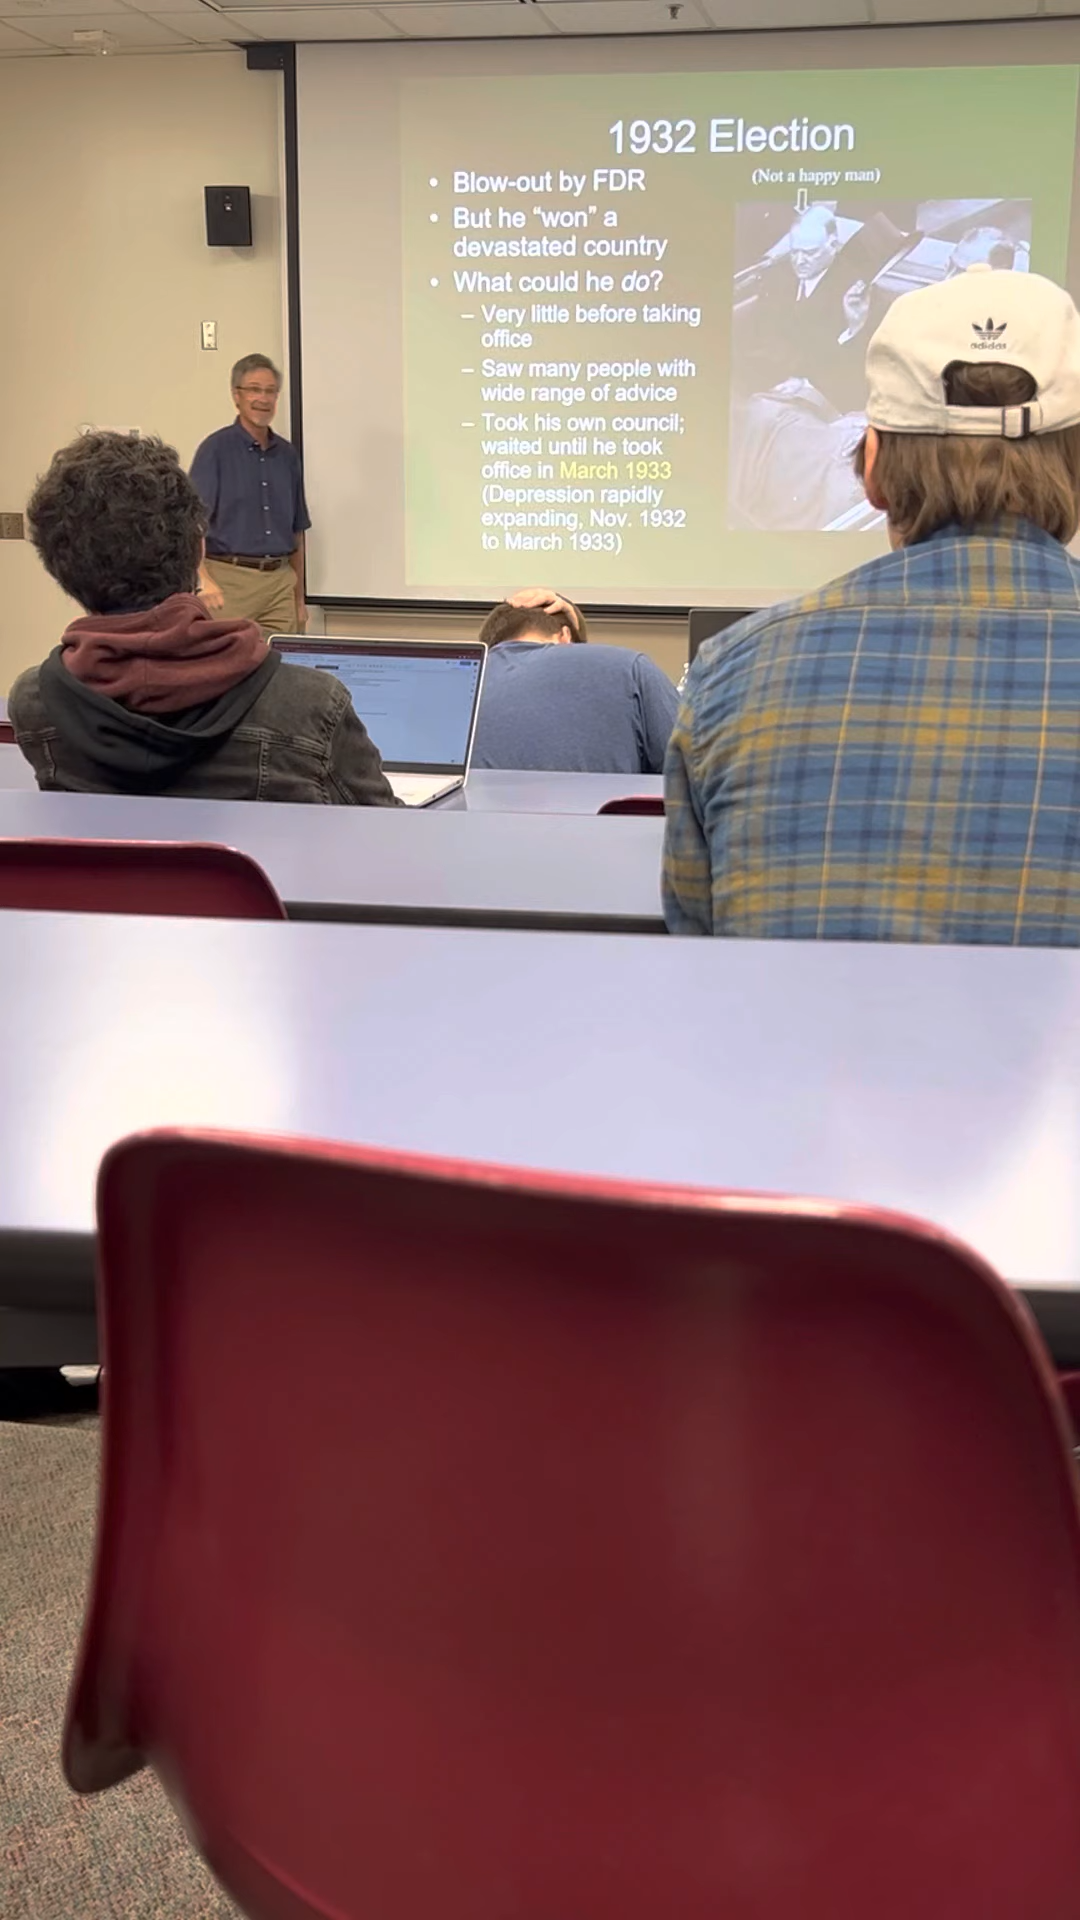 1932 Election
• Blow-out by FDR
• But he “won” a
devastated country
• What could he do?
– Very little before taking
office
– Saw many people with
wide range of advice
– Took his own council;
waited until he took
office in March 1933
(Depression rapidly
expanding, Nov. 1932
to March 1933)
(Not a happy man)
adidas